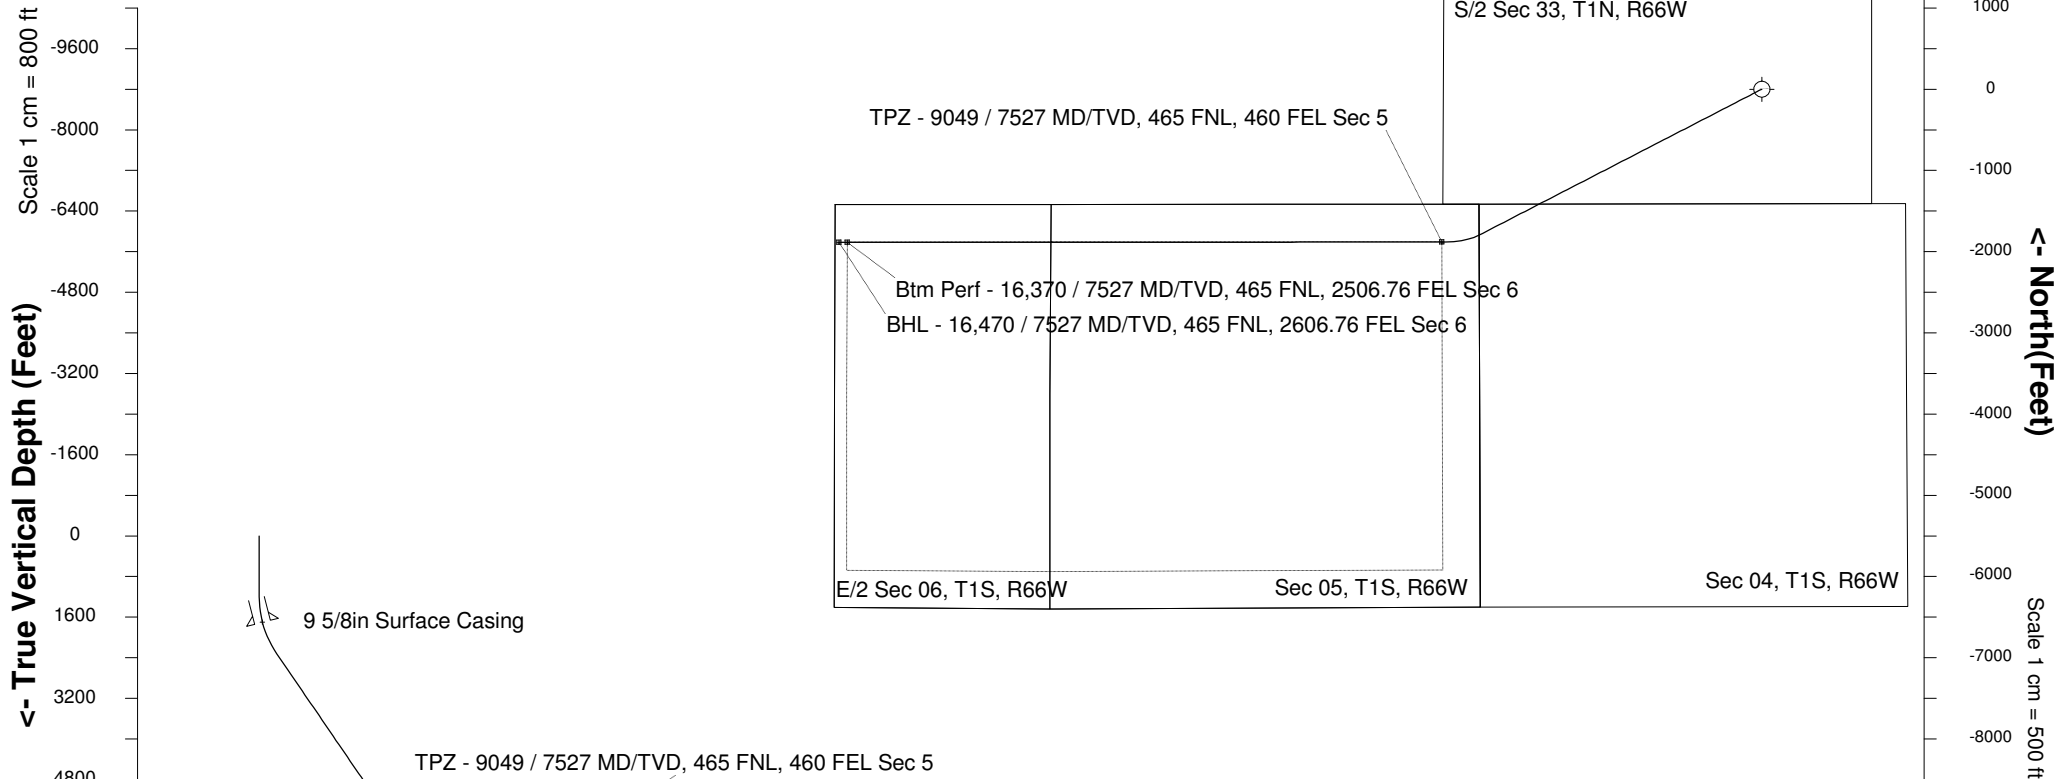 Scale 1 cm = 800 ft
<- True Vertical Depth (Feet)
-9600
-8000
-6400
-4800
-3200
-1600
0
1600
3200
4800
S/2 Sec 33, T1N, R66W
TPZ - 9049 / 7527 MD/TVD, 465 FNL, 460 FEL Sec 5
Btm Perf - 16,370 / 7527 MD/TVD, 465 FNL, 2506.76 FEL Sec 6
BHL - 16,470 / 7527 MD/TVD, 465 FNL, 2606.76 FEL Sec 6
E/2 Sec 06, T1S, R66W
Sec 05, T1S, R66W
Sec 04, T1S, R66W
9 5/8in Surface Casing
TPZ - 9049 / 7527 MD/TVD, 465 FNL, 460 FEL Sec 5
1000
0
-1000
-2000
-3000
-4000
-5000
-6000
-7000
-8000
<- North(Feet)
Scale 1 cm = 500 ft